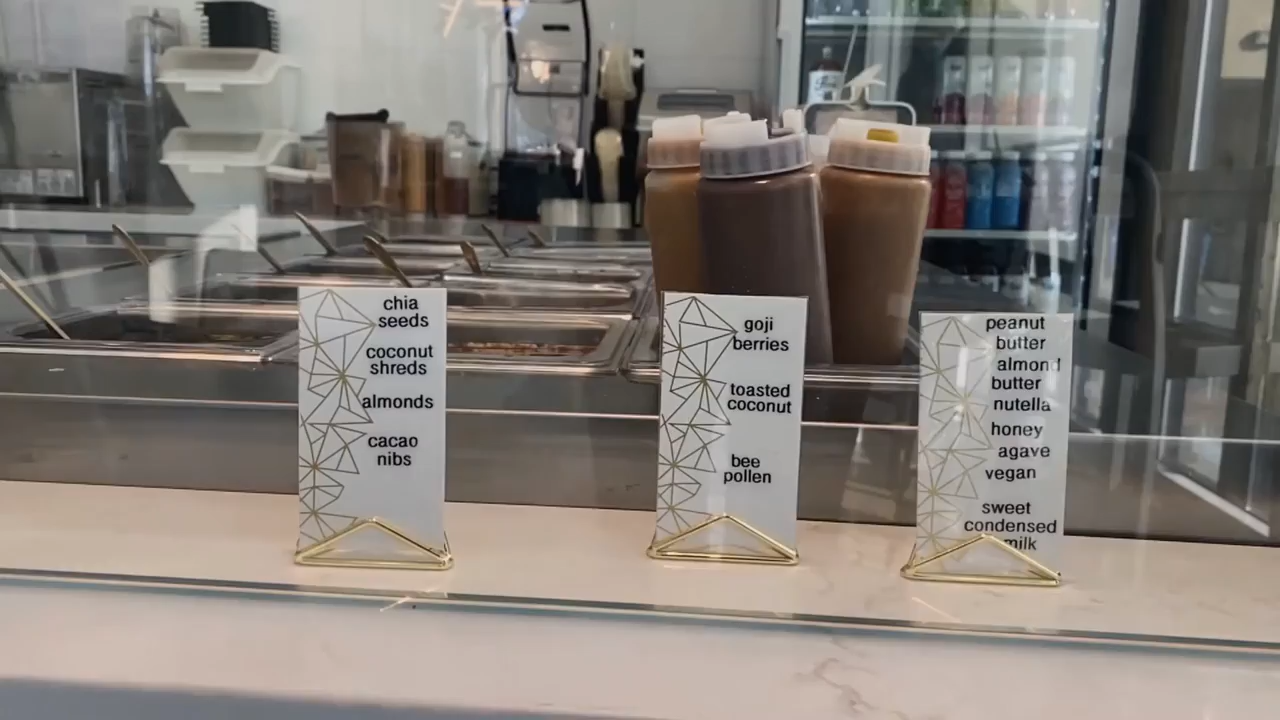 chia
seeds
coconut
shreds
almonds
cacao
nibs
goji
berries
toasted
coconut
bee
pollen
peanut
butter
almond
butter
nutella
honey
agave
vegan
sweet
condensed
milk